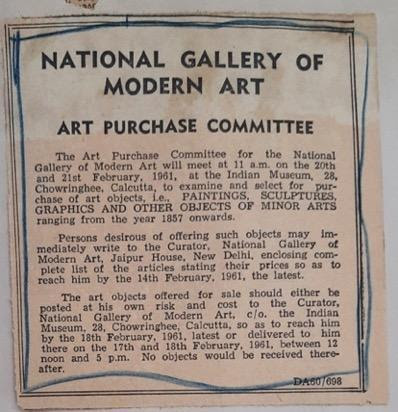 NATIONAL GALLERY OF
MODERN ART
ART PURCHASE COMMITTEE
The Art Purchase Committee for the National
Gallery of Modern Art will meet at 11 a.m. on the 20th
and 21st February, 1961, at the Indian Museum, 28,
Chowringhee, Calcutta, to examine and select for pur-
chase of art objects, i.e., PAINTINGS, SCULPTURES,
GRAPHICS AND OTHER OBJECTS OF MINOR ARTS
ranging from the year 1857 onwards.
Persons desirous of offering such objects may im-
mediately write to the Curator, National Gallery of
Modern Art, Jaipur House, New Delhi, enclosing com-
plete list of the articles stating their prices so as to
reach him by the 14th February, 1961, the latest.
The art objects offered for sale should either be
posted at his own risk and cost to the Curator,
National Gallery of Modern Art, c/o. the Indian
Museum, 28, Chowringhee, Calcutta, so as to reach him
by the 18th February, 1961, latest or delivered to him
there on the 17th and 18th February, 1961, between 12
noon and 5 p.m. No objects would be received there-
after.
DA60/698